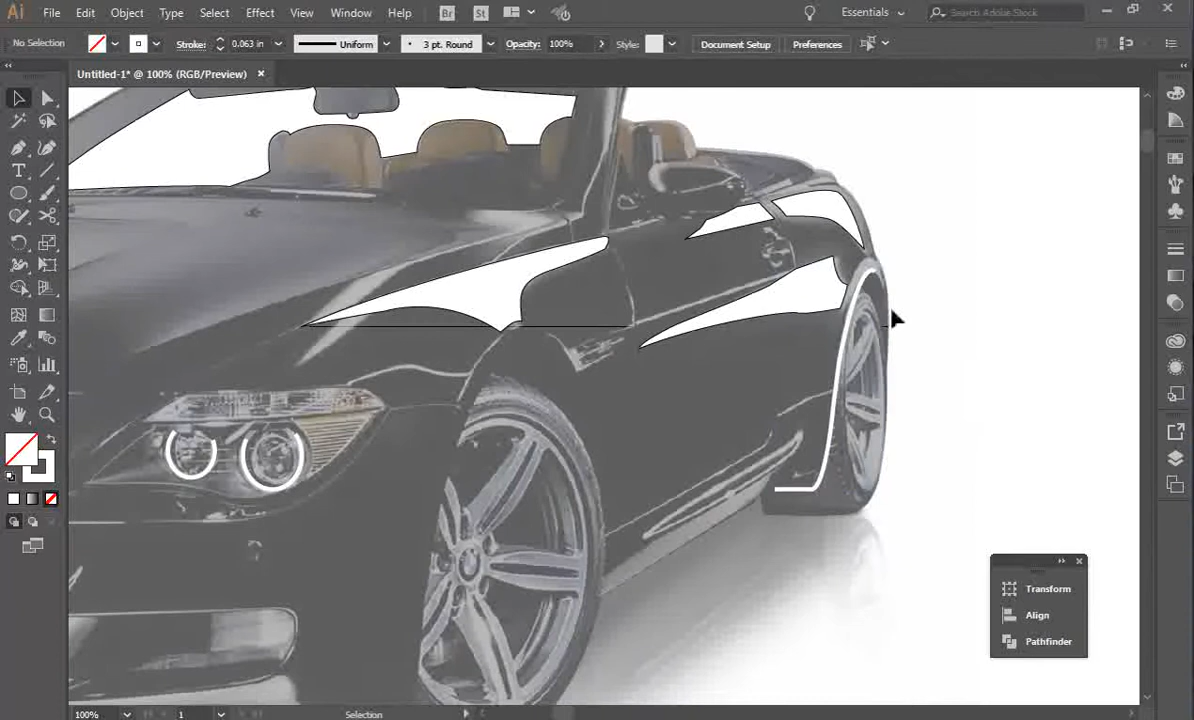 Ai File Edit Object Type Select Effect View Window Help Br St Essentials Search Adobe Stock
No Selection Stroke: 0.063 in Uniform 3 pt. Round Opacity: 100% Style: Document Setup Preferences
Untitled-1* @ 100% (RGB/Preview)
Transform
Align
Pathfinder
100% 1 Selection